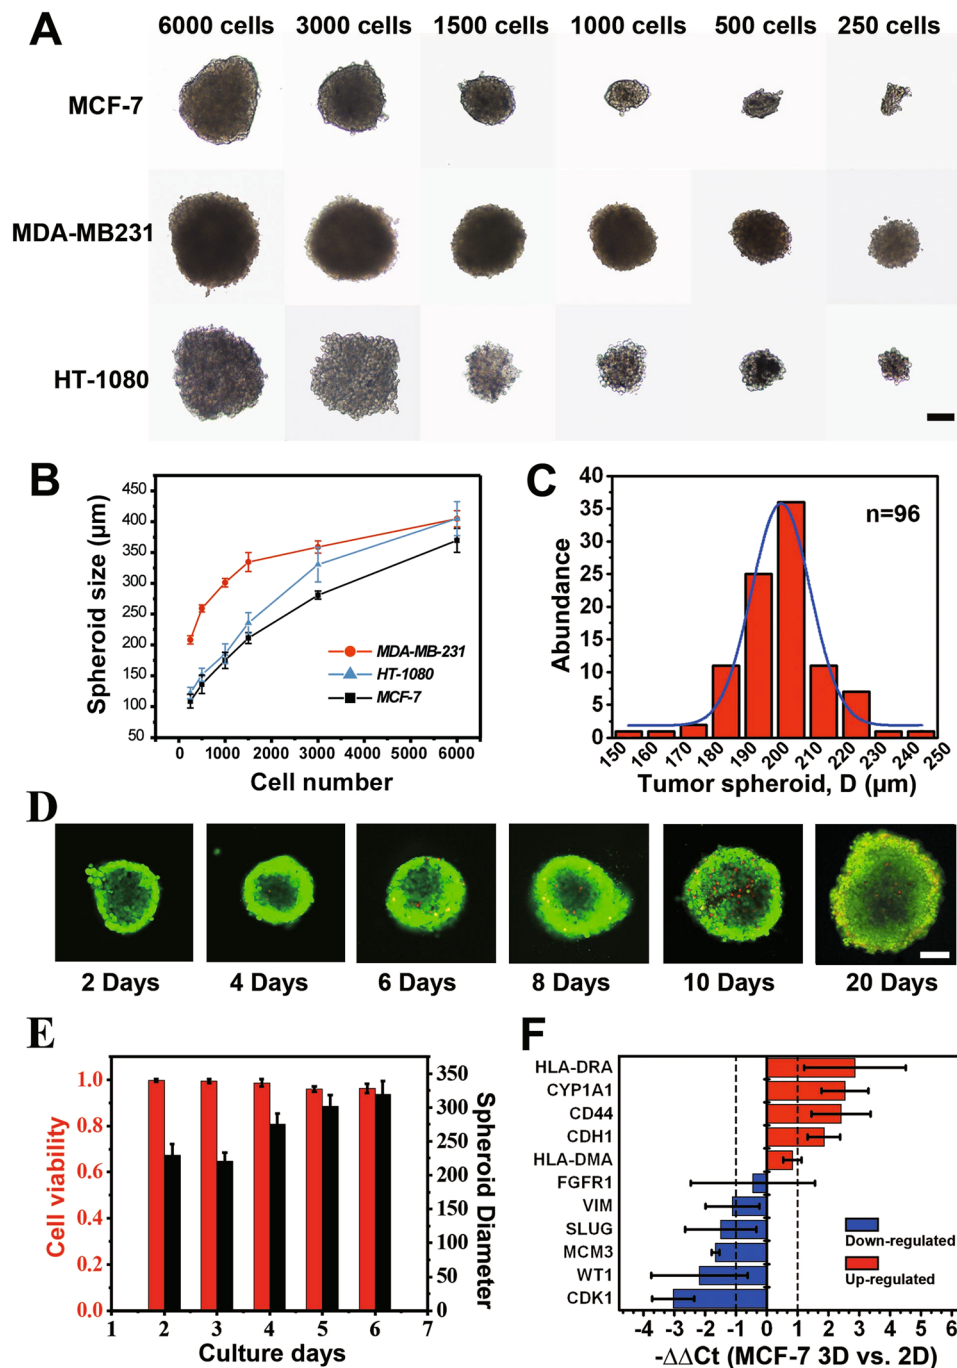 A
6000 cells 3000 cells 1500 cells 1000 cells 500 cells 250 cells
MCF-7
MDA-MB231
HT-1080
B
Spheroid size (μm)
450
400
350
300
250
200
150
100
50
0 1000 2000 3000 4000 5000 6000
Cell number
MDA-MB-231
HT-1080
MCF-7
C
Abundance
40
35
30
25
20
15
10
5
0
n=96
150 160 170 180 190 200 210 220 230 240 250
Tumor spheroid, D (μm)
D
2 Days 4 Days 6 Days 8 Days 10 Days 20 Days
E
Cell viability
1.0
0.8
0.6
0.4
0.2
0.0
1 2 3 4 5 6 7
Culture days
350
300
250
200
150
100
50
0
Spheroid Diameter
F
HLA-DRA
CYP1A1
CD44
CDH1
HLA-DMA
FGFR1
VIM
SLUG
MCM3
WT1
CDK1
Down-regulated
Up-regulated
-4 -3 -2 -1 0 1 2 3 4 5 6
-ΔΔCt (MCF-7 3D vs. 2D)